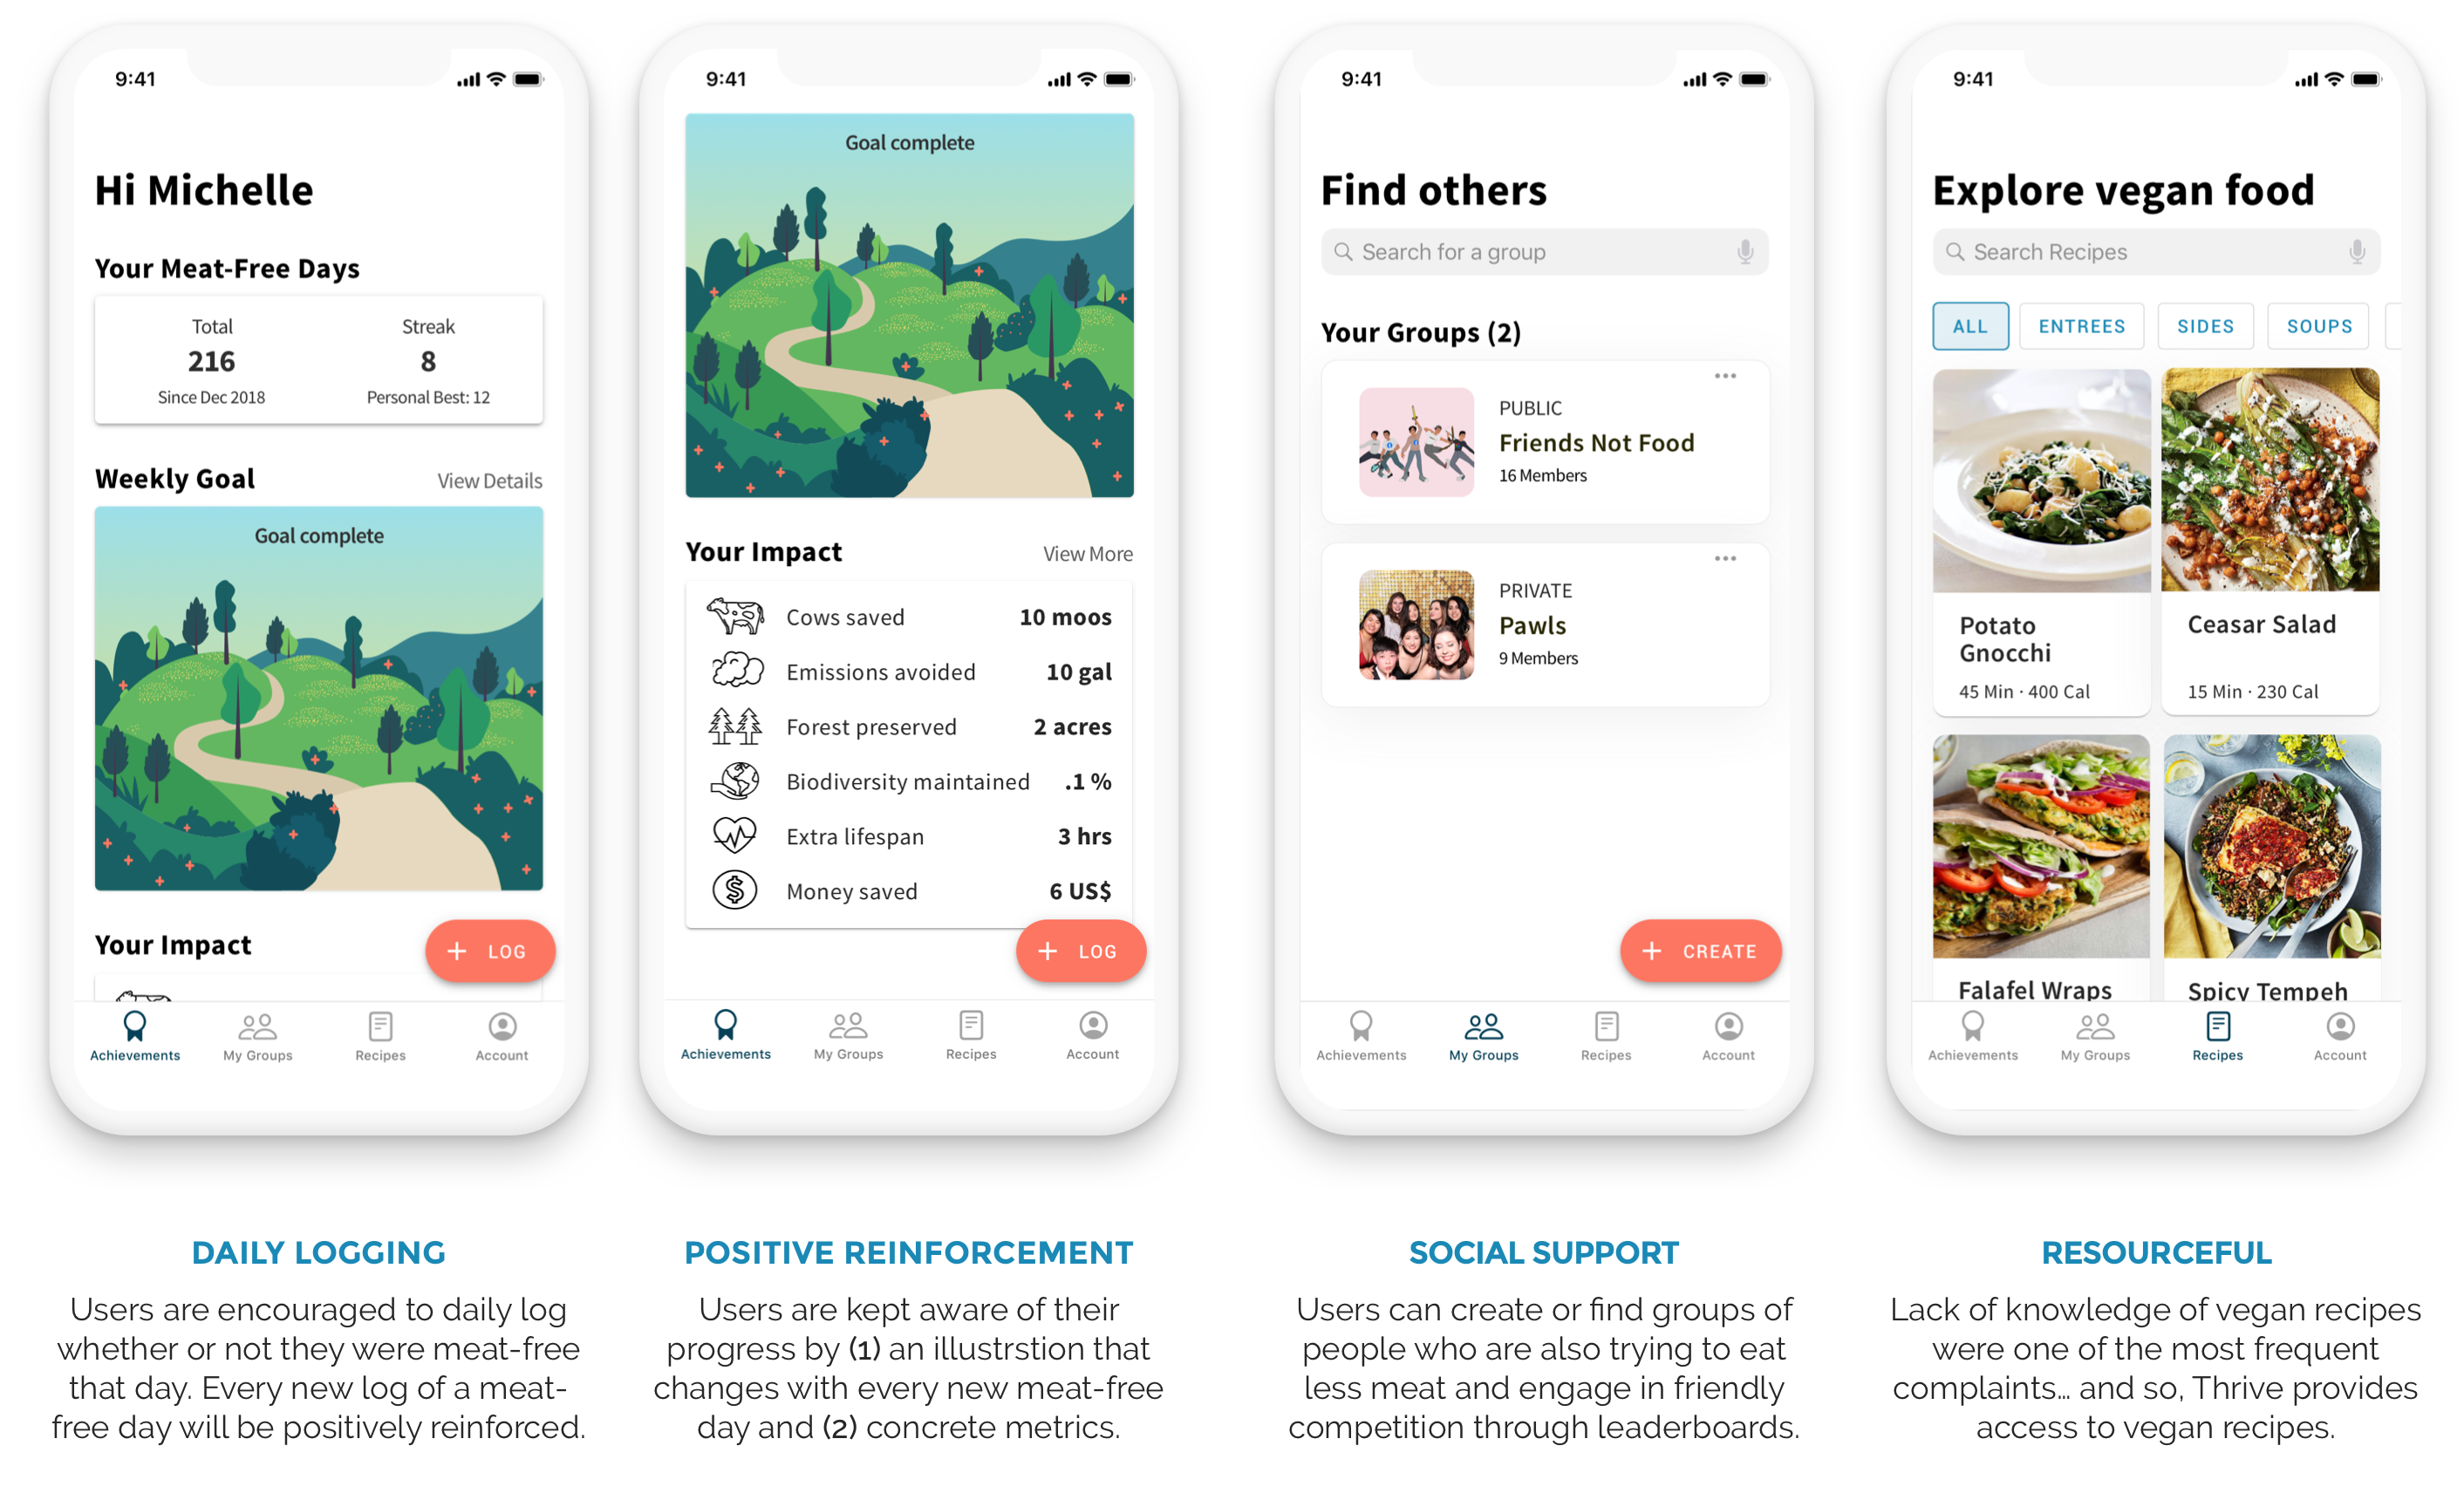 9:41
Hi Michelle
Your Meat-Free Days
Total
216
Since Dec 2018
Streak
8
Personal Best: 12
Weekly Goal
View Details
Goal complete
Your Impact
+ LOG
Achievements
My Groups
Recipes
Account
9:41
Goal complete
Your Impact
View More
Cows saved 10 moos
Emissions avoided 10 gal
Forest preserved 2 acres
Biodiversity maintained .1 %
Extra lifespan 3 hrs
Money saved 6 US$
+ LOG
Achievements
My Groups
Recipes
Account
9:41
Find others
Search for a group
Your Groups (2)
PUBLIC
Friends Not Food
16 Members
PRIVATE
Pawls
9 Members
+ CREATE
Achievements
My Groups
Recipes
Account
9:41
Explore vegan food
Search Recipes
ALL
ENTREES
SIDES
SOUPS
Potato
Gnocchi
45 Min · 400 Cal
Ceasar Salad
15 Min · 230 Cal
Falafel Wraps
Spicy Tempeh
Achievements
My Groups
Recipes
Account
DAILY LOGGING
Users are encouraged to daily log
whether or not they were meat-free
that day. Every new log of a meat-
free day will be positively reinforced.
POSITIVE REINFORCEMENT
Users are kept aware of their
progress by (1) an illustrstion that
changes with every new meat-free
day and (2) concrete metrics.
SOCIAL SUPPORT
Users can create or find groups of
people who are also trying to eat
less meat and engage in friendly
competition through leaderboards.
RESOURCEFUL
Lack of knowledge of vegan recipes
were one of the most frequent
complaints... and so, Thrive provides
access to vegan recipes.